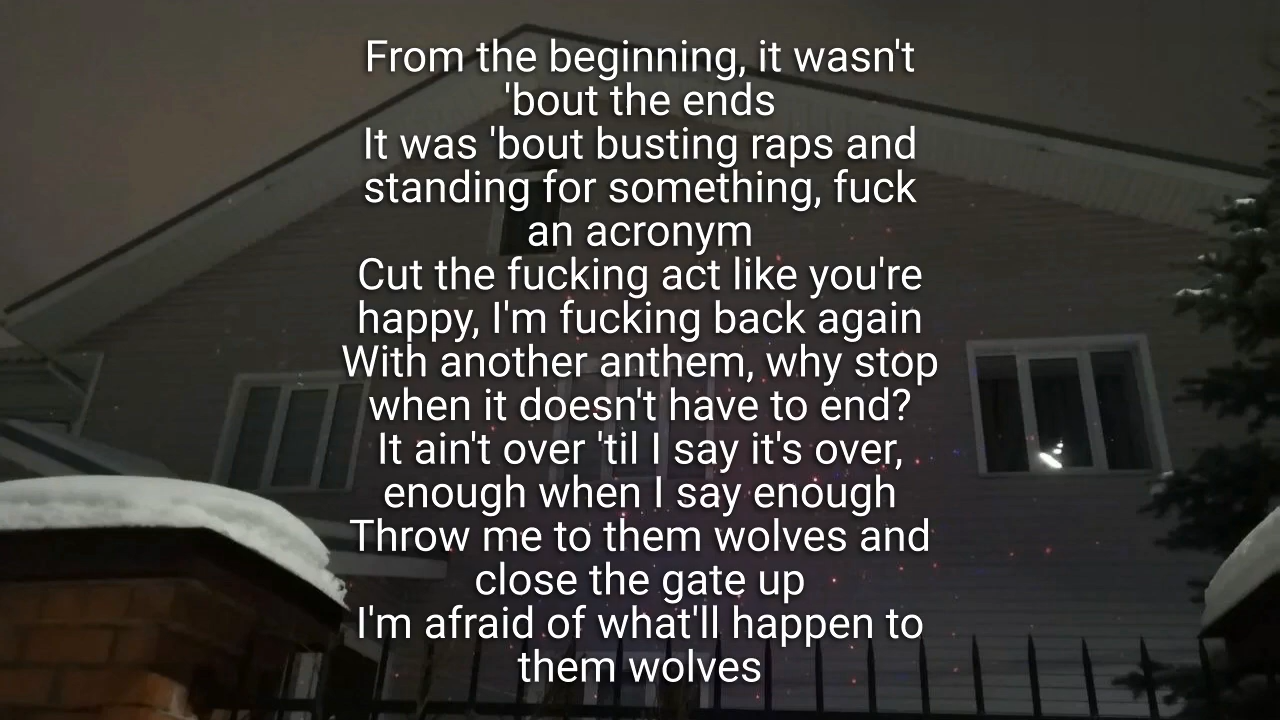 From the beginning, it wasn't
'bout the ends
It was 'bout busting raps and
standing for something, fuck
an acronym
Cut the fucking act like you're
happy, I'm fucking back again
With another anthem, why stop
when it doesn't have to end?
It ain't over 'til I say it's over,
enough when I say enough
Throw me to them wolves and
close the gate up
I'm afraid of what'll happen to
them wolves